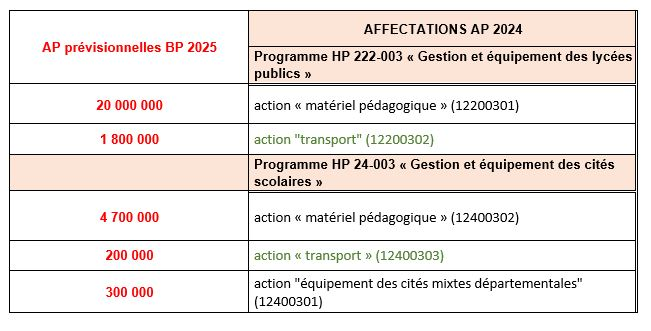 AP prévisionnelles BP 2025
AFFECTATIONS AP 2024
Programme HP 222-003 « Gestion et équipement des lycées
publics »
20 000 000
action « matériel pédagogique » (12200301)
1 800 000
action "transport" (12200302)
Programme HP 24-003 « Gestion et équipement des cités
scolaires »
4 700 000
action « matériel pédagogique » (12400302)
200 000
action « transport » (12400303)
300 000
action "équipement des cités mixtes départementales"
(12400301)